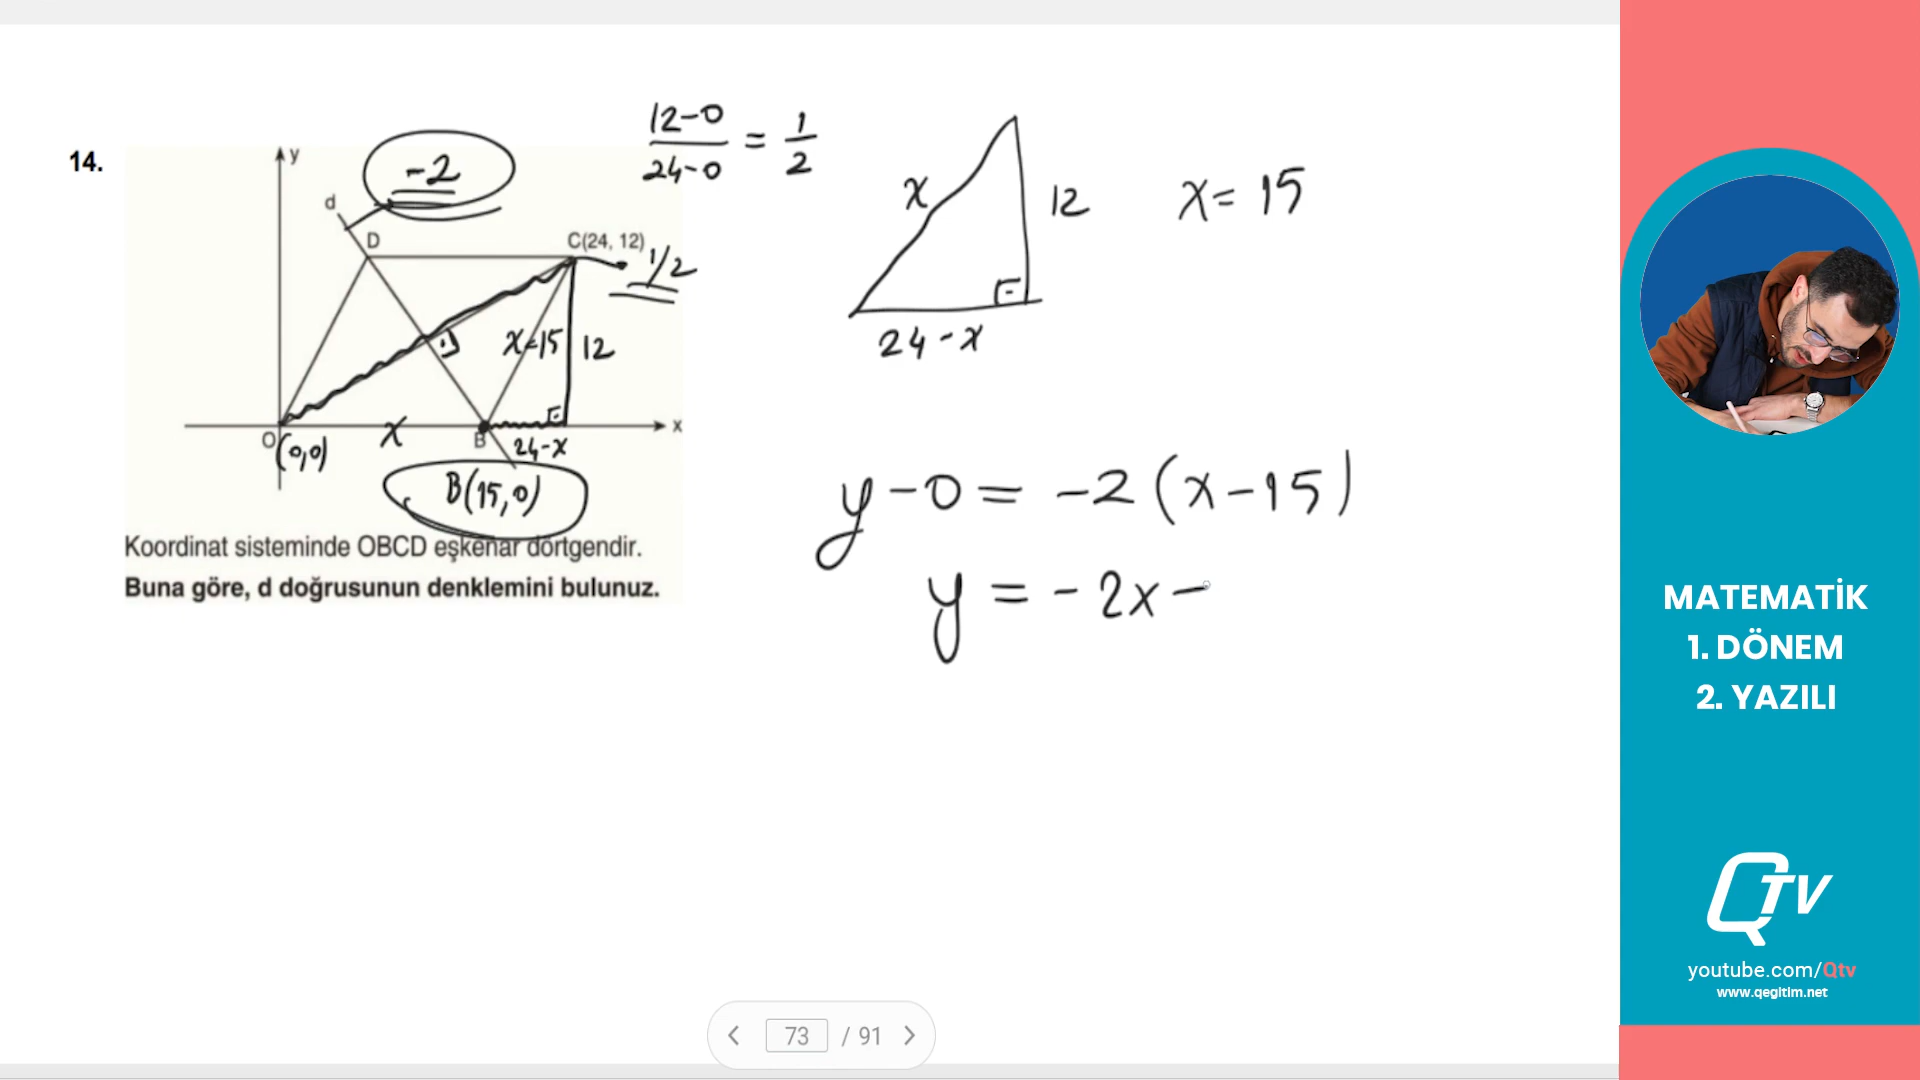 14.
y
-2
d
D
C(24, 12)
1/2
x=15
12
x
O
(0,0)
x
B
24-x
B(15,0)
Koordinat sisteminde OBCD eşkenar dörtgendir.
Buna göre, d doğrusunun denklemini bulunuz.
12-0
24-0
= 1/2
x
12
24-x
x= 15
y-0 = -2(x-15)
y = -2x-
MATEMATİK
1. DÖNEM
2. YAZILI
QTV
youtube.com/Qtv
www.qegitim.net
73 / 91